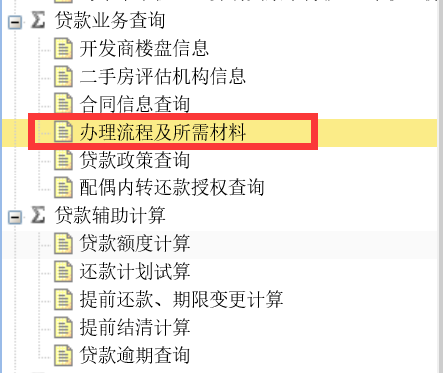 贷款业务查询
开发商楼盘信息
二手房评估机构信息
合同信息查询
办理流程及所需材料
贷款政策查询
配偶内转还款授权查询
贷款辅助计算
贷款额度计算
还款计划试算
提前还款、期限变更计算
提前结清计算
贷款逾期查询